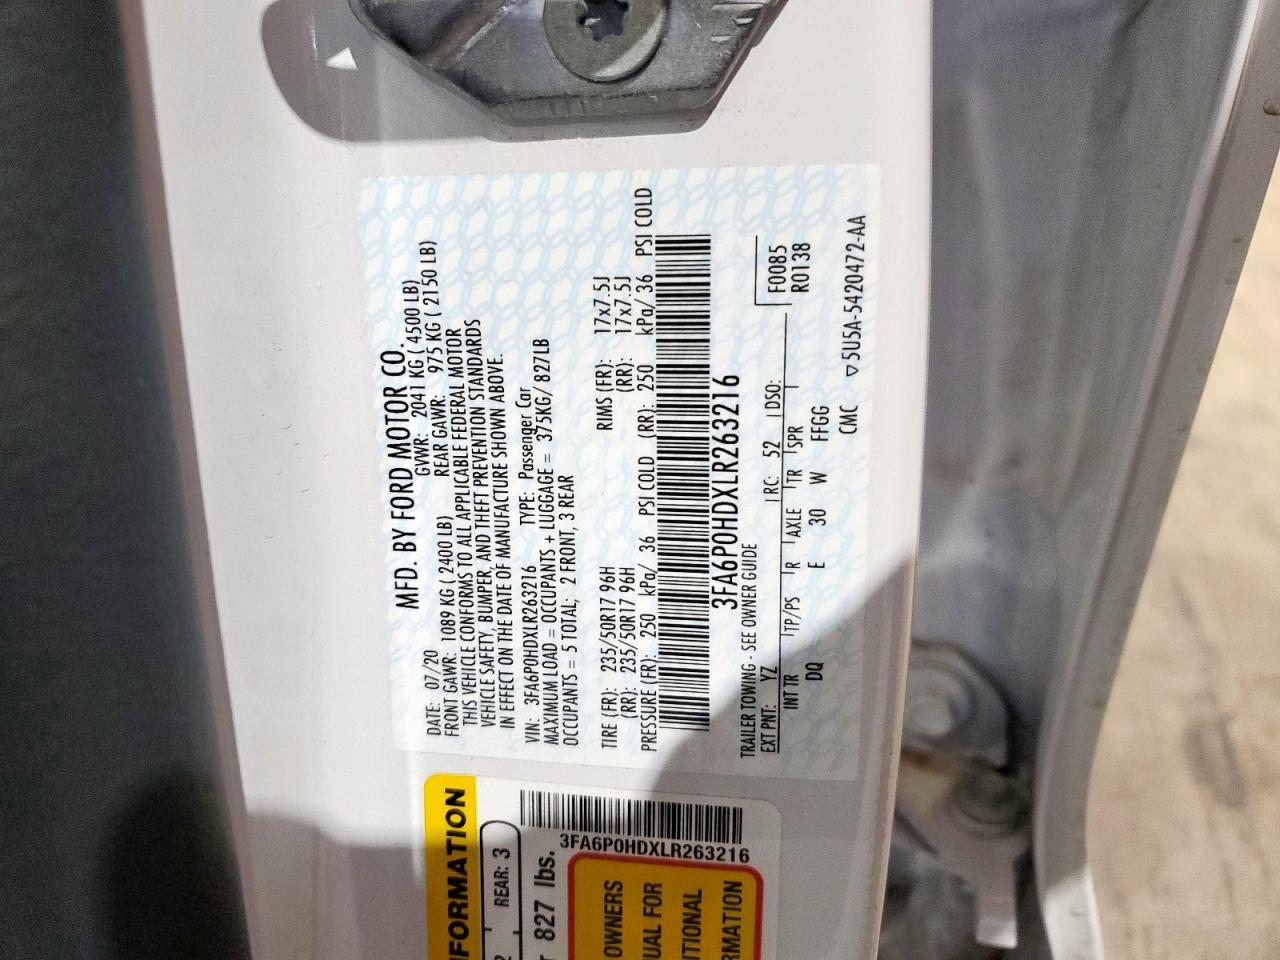 MFD. BY FORD MOTOR CO.
DATE: 07/20 GVWR: 2041 KG ( 4500 LB)
FRONT GAWR: 1089 KG ( 2400 LB) REAR GAWR: 975 KG ( 2150 LB)
THIS VEHICLE CONFORMS TO ALL APPLICABLE FEDERAL MOTOR
VEHICLE SAFETY, BUMPER, AND THEFT PREVENTION STANDARDS
IN EFFECT ON THE DATE OF MANUFACTURE SHOWN ABOVE.
VIN: 3FA6P0HDXLR263216 TYPE: Passenger Car
MAXIMUM LOAD = OCCUPANTS + LUGGAGE = 375KG/ 827LB
OCCUPANTS = 5 TOTAL; 2 FRONT, 3 REAR
TIRE (FR): 235/50R17 96H RIMS (FR): 17x7.5J
(RR): 235/50R17 96H (RR): 17x7.5J
PRESSURE (FR): 250 kPa/ 36 PSI COLD (RR): 250 kPa/ 36 PSI COLD
3FA6P0HDXLR263216
TRAILER TOWING - SEE OWNER GUIDE
EXT PNT: YZ RC: 52 DSO: F0085
INT TR TP/PS R AXLE TR SPR R0138
DQ E 30 W FFGG
CMC ▽5U5A-5420472-AA
REAR: 3
827 lbs.
3FA6P0HDXLR263216
OWNERS